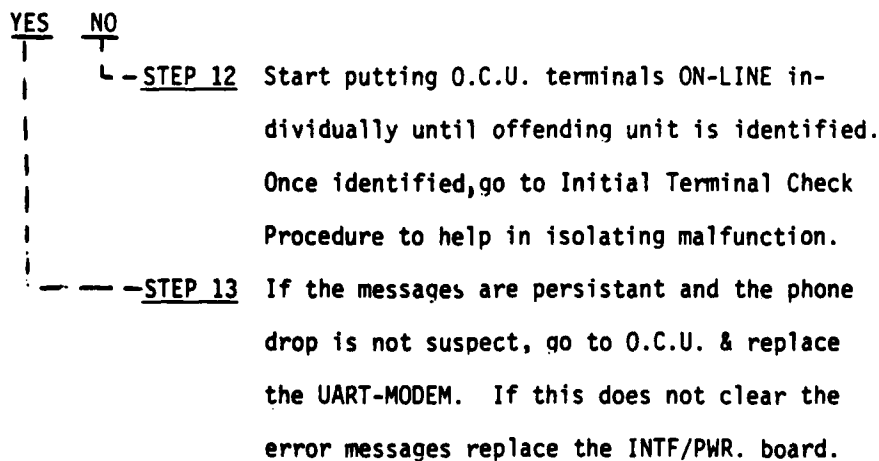 YES NO
STEP 12 Start putting O.C.U. terminals ON-LINE in-
dividually until offending unit is identified.
Once identified,go to Initial Terminal Check
Procedure to help in isolating malfunction.
STEP 13 If the messages are persistant and the phone
drop is not suspect, go to O.C.U. & replace
the UART-MODEM. If this does not clear the
error messages replace the INTF/PWR. board.